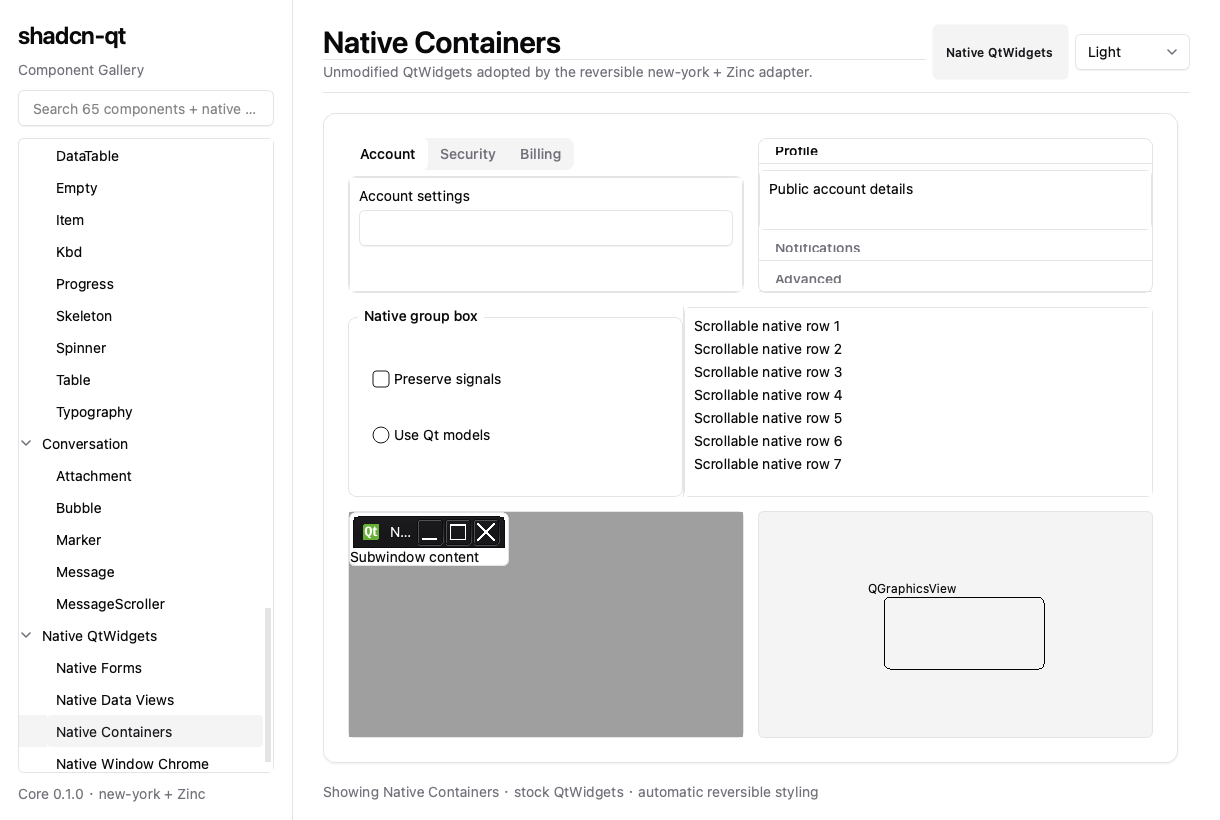 shadcn-qt
Component Gallery
Search 65 components + native ...
DataTable
Empty
Item
Kbd
Progress
Skeleton
Spinner
Table
Typography
Conversation
Attachment
Bubble
Marker
Message
MessageScroller
Native QtWidgets
Native Forms
Native Data Views
Native Containers
Native Window Chrome
Core 0.1.0 · new-york + Zinc
Native Containers
Unmodified QtWidgets adopted by the reversible new-york + Zinc adapter.
Native QtWidgets
Light
Account Security Billing
Account settings
Profile
Public account details
Notifications
Advanced
Native group box
Preserve signals
Use Qt models
Scrollable native row 1
Scrollable native row 2
Scrollable native row 3
Scrollable native row 4
Scrollable native row 5
Scrollable native row 6
Scrollable native row 7
Qt N...
Subwindow content
QGraphicsView
Showing Native Containers · stock QtWidgets · automatic reversible styling